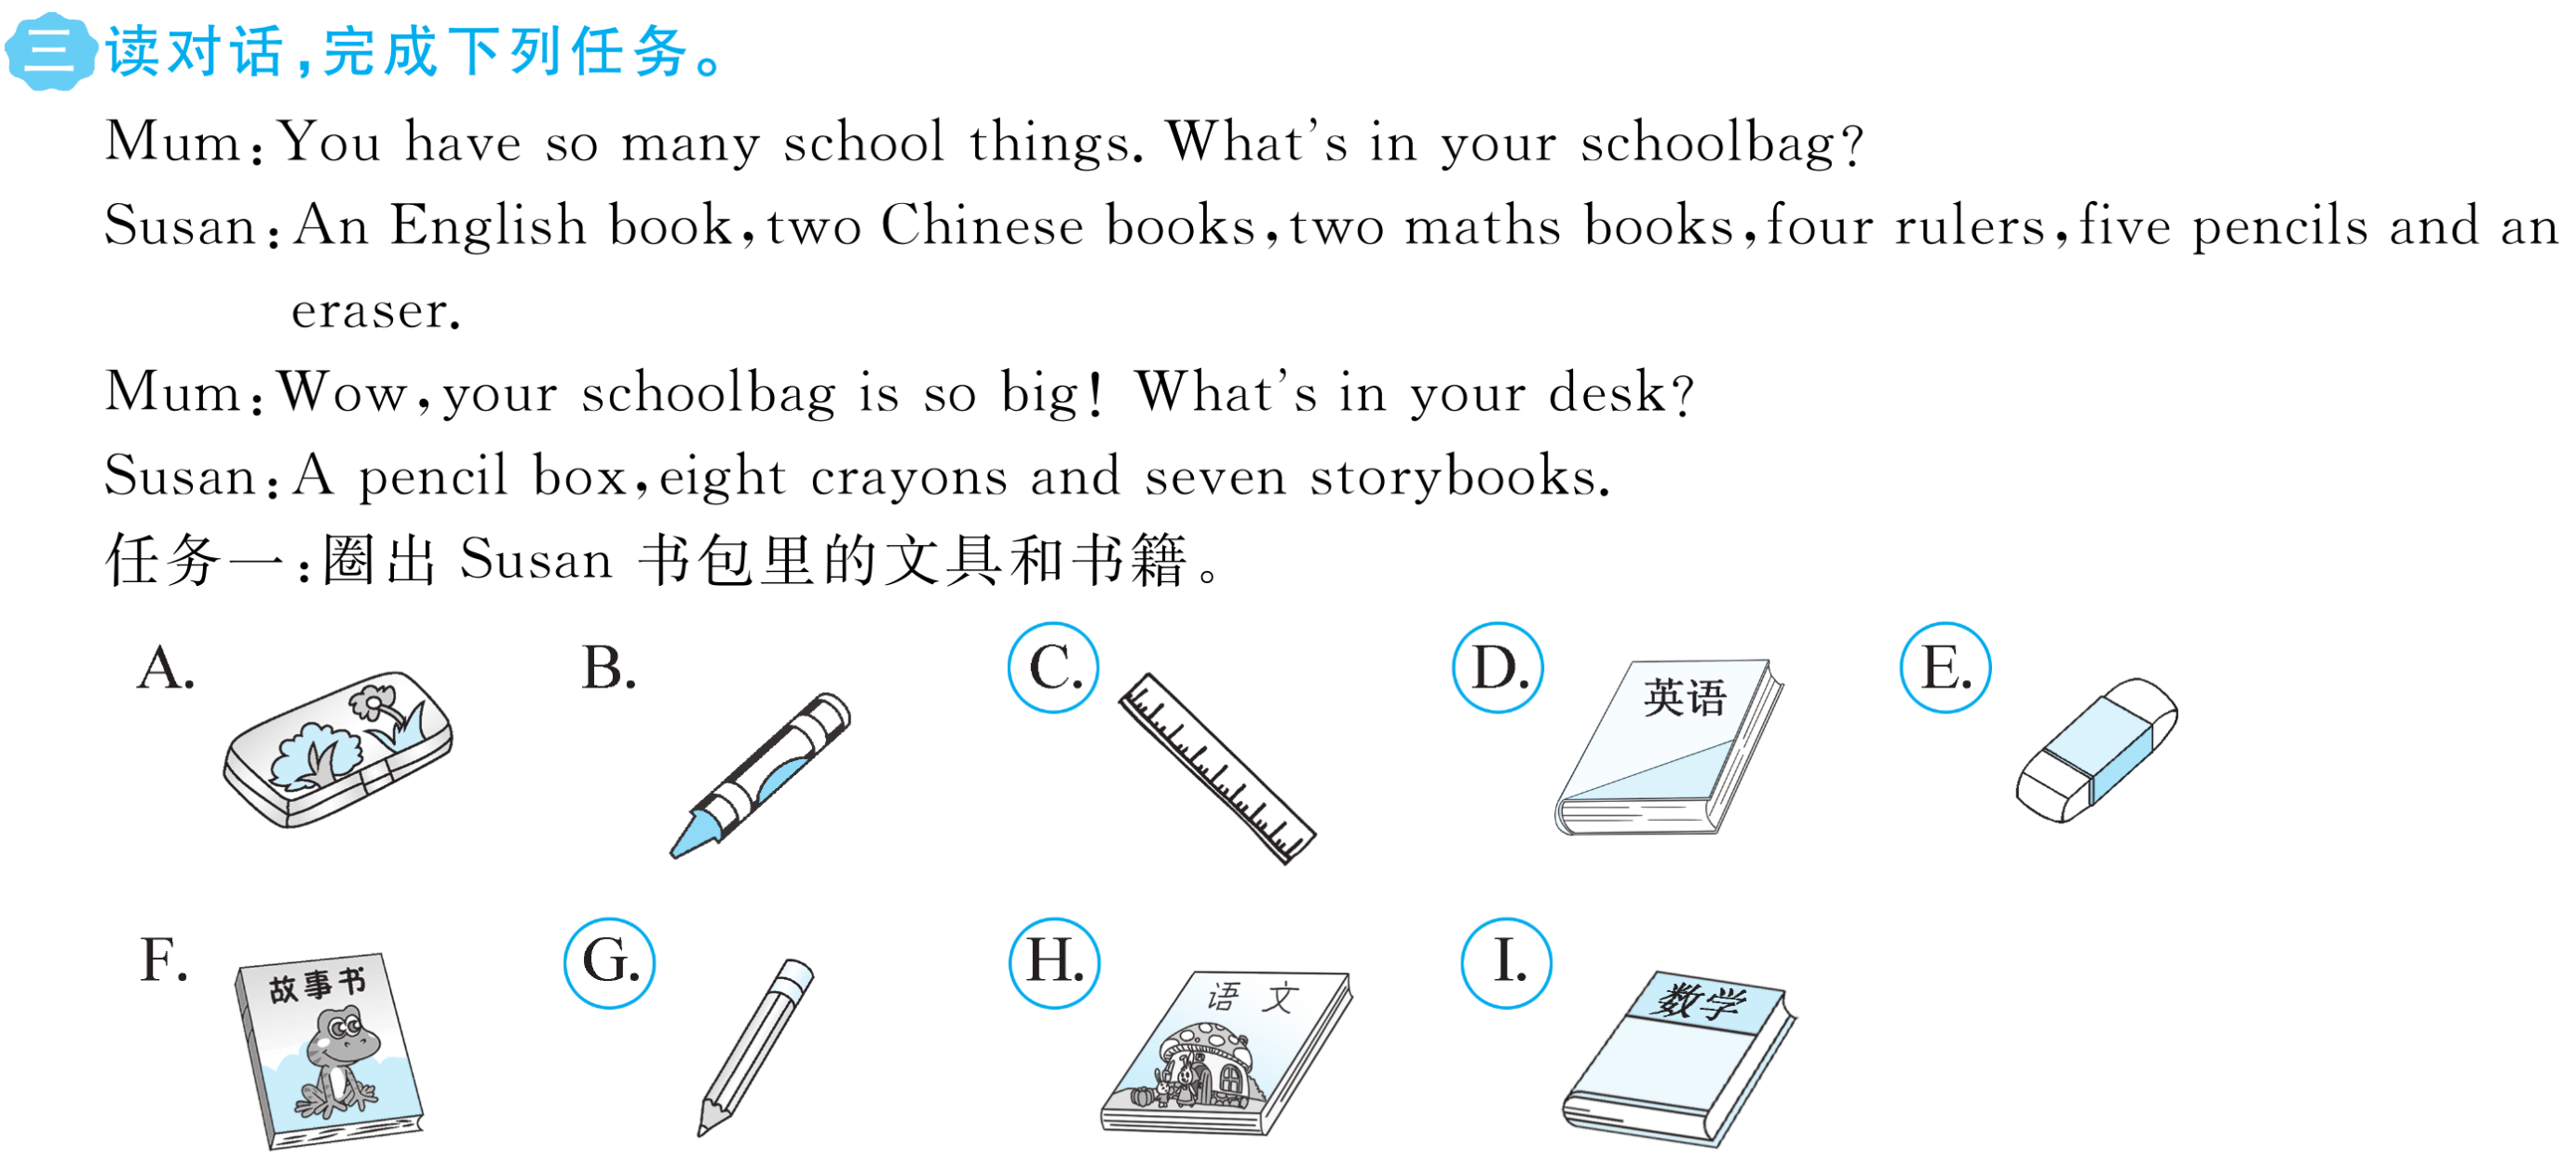 三 读对话,完成下列任务。
Mum:You have so many school things. What's in your schoolbag?
Susan:An English book,two Chinese books,two maths books,four rulers,five pencils and an
eraser.
Mum:Wow,your schoolbag is so big! What's in your desk?
Susan:A pencil box,eight crayons and seven storybooks.
任务一:圈出 Susan 书包里的文具和书籍。
A. B. C. D. 英语 E.
F. 故事书 G. H. 语文 I. 数学